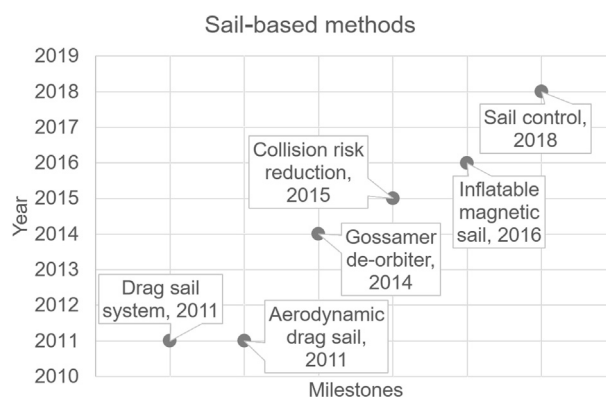 Sail-based methods
2019
2018
2017
2016
2015
2014
2013
2012
2011
2010
Year
Milestones
Drag sail
system, 2011
Aerodynamic
drag sail,
2011
Gossamer
de-orbiter,
2014
Collision risk
reduction,
2015
Inflatable
magnetic
sail, 2016
Sail control,
2018